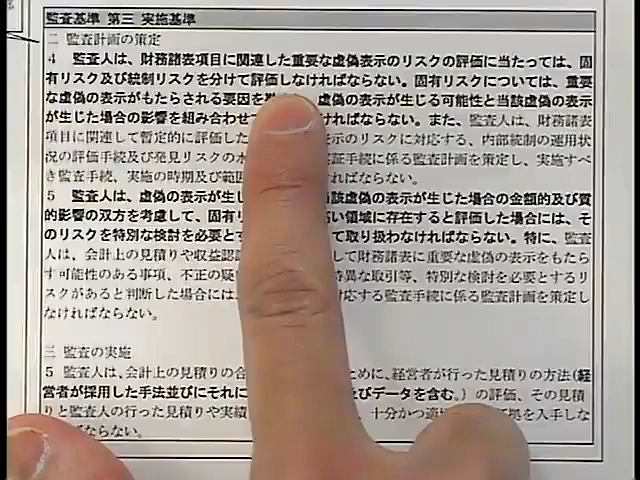 監査基準 第三 実施基準
二 監査計画の策定
4 監査人は、財務諸表項目に関連した重要な虚偽表示のリスクの評価に当たっては、固
有リスク及び統制リスクを分けて評価しなければならない。固有リスクについては、重要
な虚偽の表示がもたらされる要因を 虚偽の表示が生じる可能性と当該虚偽の表示
が生じた場合の影響を組み合わせ ければならない。また、監査人は、財務諸表
項目に関連して暫定的に評価した 示のリスクに対応する、内部統制の運用状
況の評価手続及び発見リスクの水 証手続に係る監査計画を策定し、実施すべ
き監査手続、実施の時期及び範囲 ればならない。
5 監査人は、虚偽の表示が生じ 該虚偽の表示が生じた場合の金額的及び質
的影響の双方を考慮して、固有リ 高い領域に存在すると評価した場合には、そ
のリスクを特別な検討を必要とす て取り扱わなければならない。特に、監査
人は、会計上の見積りや収益認 して財務諸表に重要な虚偽の表示をもたら
す可能性のある事項、不正の疑 特異な取引等、特別な検討を必要とするリ
スクがあると判断した場合には 対応する監査手続に係る監査計画を策定し
なければならない。
三 監査の実施
5 監査人は、会計上の見積りの合 ために、経営者が行った見積りの方法(経
営者が採用した手法並びにそれに びデータを含む。)の評価、その見積
りと監査人の行った見積りや実績 十分かつ適 拠を入手しな
ならない。